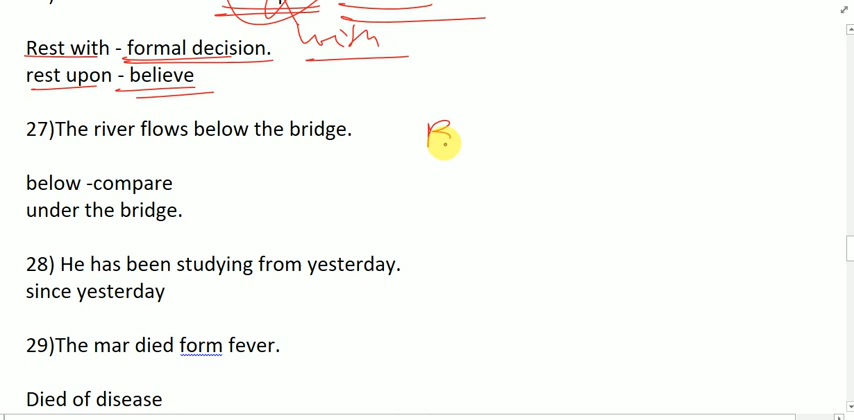 with
Rest with - formal decision.
rest upon - believe
27)The river flows below the bridge.
R
below -compare
under the bridge.
28) He has been studying from yesterday.
since yesterday
29)The mar died form fever.
Died of disease